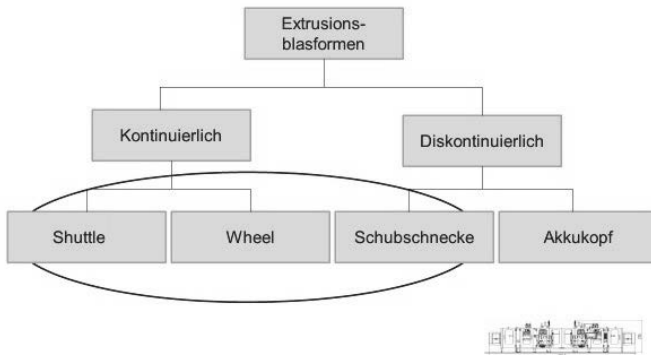 Extrusions-
blasformen
Kontinuierlich
Diskontinuierlich
Shuttle
Wheel
Schubschnecke
Akkukopf